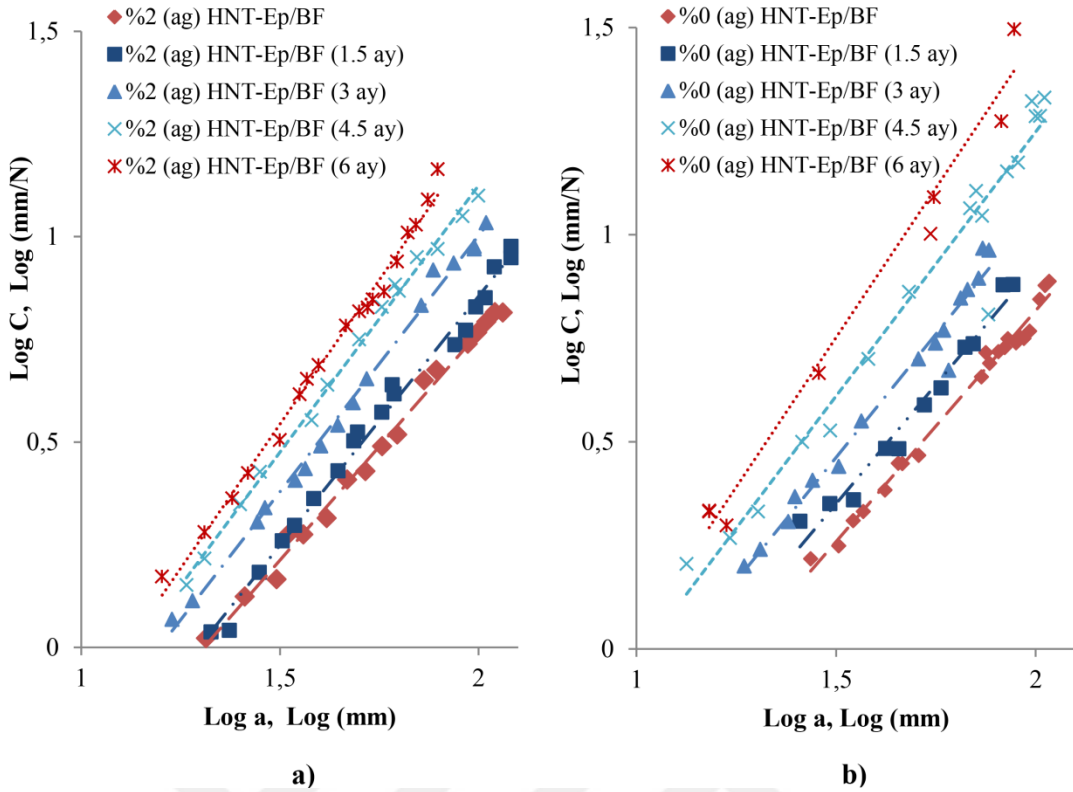 1,5
%2 (ag) HNT-Ep/BF
%2 (ag) HNT-Ep/BF (1.5 ay)
%2 (ag) HNT-Ep/BF (3 ay)
%2 (ag) HNT-Ep/BF (4.5 ay)
%2 (ag) HNT-Ep/BF (6 ay)
1
0,5
0
Log C, Log (mm/N)
1
1,5
2
Log a, Log (mm)
a)
1,5
%0 (ag) HNT-Ep/BF
%0 (ag) HNT-Ep/BF (1.5 ay)
%0 (ag) HNT-Ep/BF (3 ay)
%0 (ag) HNT-Ep/BF (4.5 ay)
%0 (ag) HNT-Ep/BF (6 ay)
1
0,5
0
Log C, Log (mm/N)
1
1,5
2
Log a, Log (mm)
b)